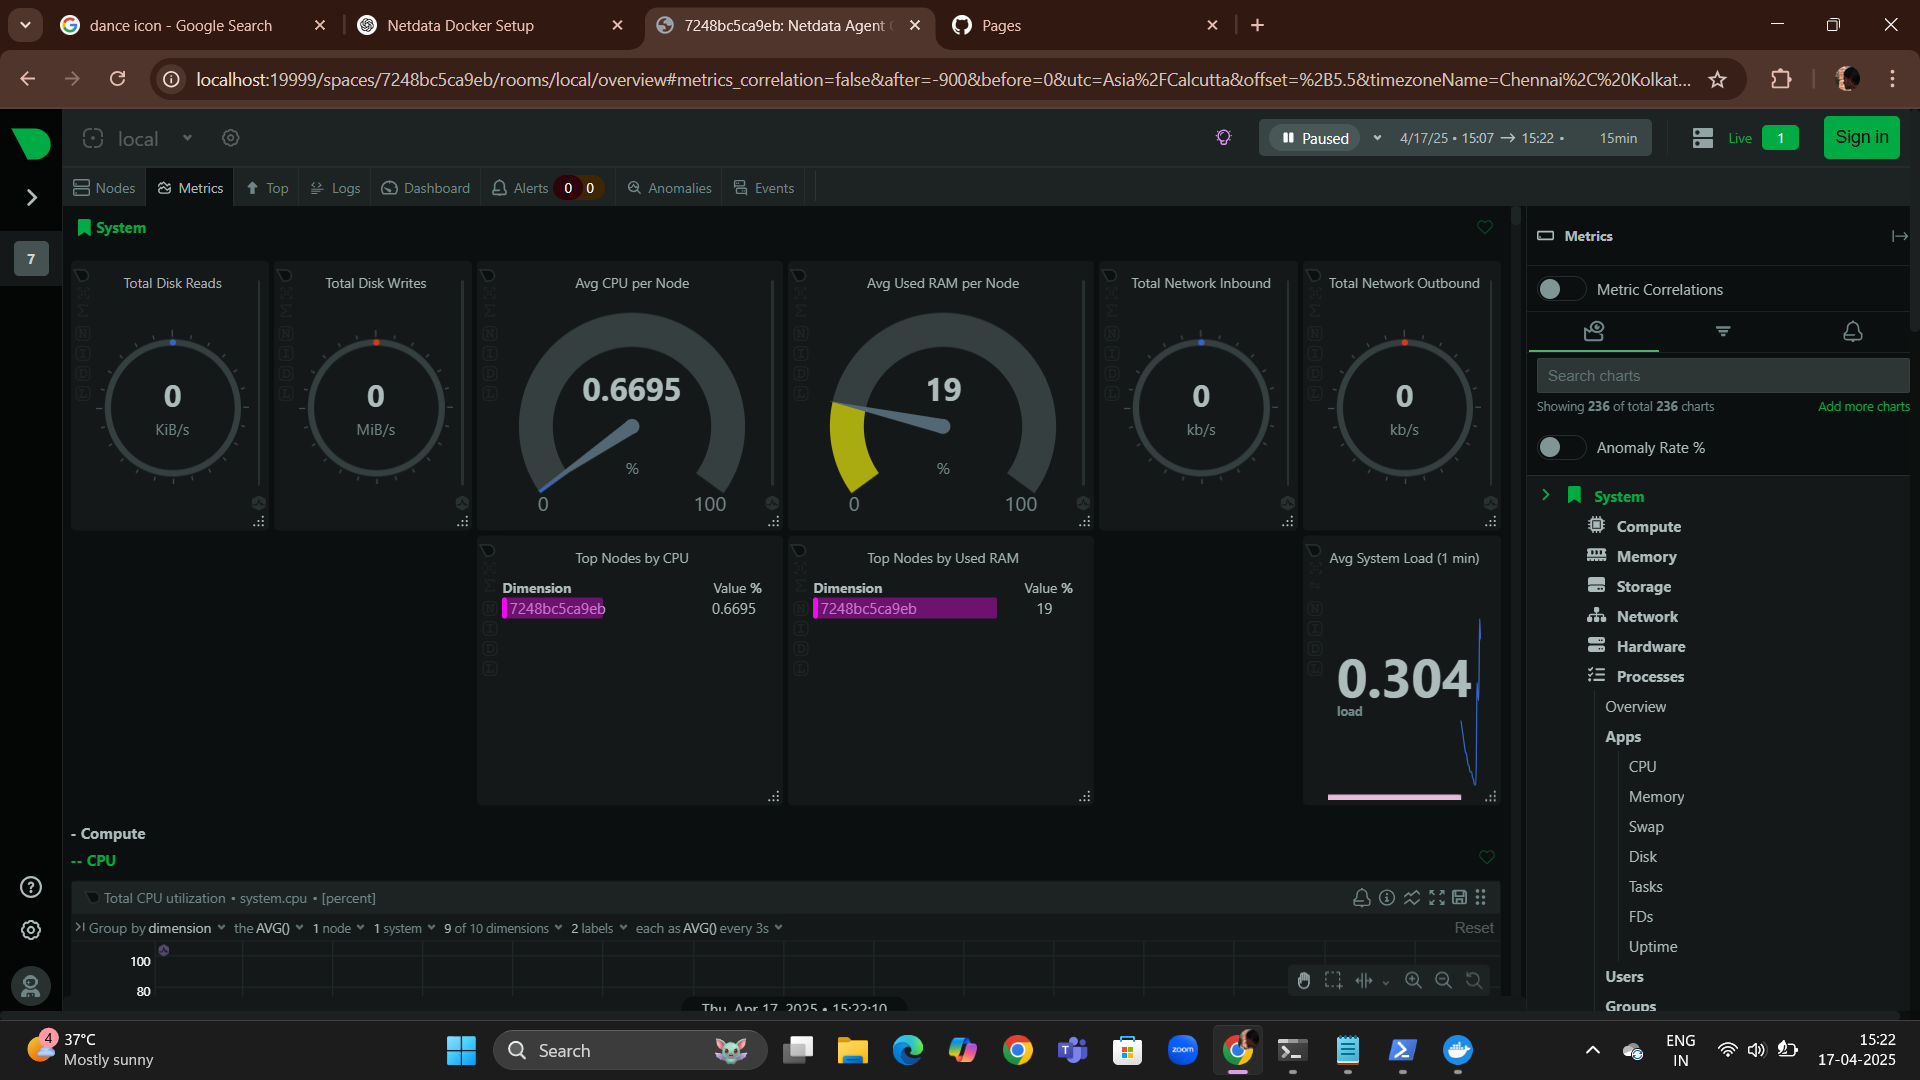 dance icon - Google Search
Netdata Docker Setup
7248bc5ca9eb: Netdata Agent
Pages
localhost:19999/spaces/7248bc5ca9eb/rooms/local/overview#metrics_correlation=false&after=-900&before=0&utc=Asia%2FCalcutta&offset=%2B5.5&timezoneName=Chennai%2C%20Kolkat...
local
Paused 4/17/25 • 15:07 → 15:22 • 15min
Live 1
Sign in
Nodes Metrics Top Logs Dashboard Alerts 0 0 Anomalies Events
7
System
Total Disk Reads
0
KiB/s
Total Disk Writes
0
MiB/s
Avg CPU per Node
0.6695
%
0 100
Avg Used RAM per Node
19
%
0 100
Total Network Inbound
0
kb/s
Total Network Outbound
0
kb/s
Top Nodes by CPU
Dimension Value %
7248bc5ca9eb 0.6695
Top Nodes by Used RAM
Dimension Value %
7248bc5ca9eb 19
Avg System Load (1 min)
0.304
load
- Compute
-- CPU
Total CPU utilization • system.cpu • [percent]
Group by dimension the AVG() 1 node 1 system 9 of 10 dimensions 2 labels each as AVG() every 3s Reset
100
80
Thu, Apr 17, 2025 • 15:22:10
Metrics
Metric Correlations
Search charts
Showing 236 of total 236 charts Add more charts
Anomaly Rate %
System
Compute
Memory
Storage
Network
Hardware
Processes
Overview
Apps
CPU
Memory
Swap
Disk
Tasks
FDs
Uptime
Users
Groups
4
37°C
Mostly sunny
Search
zoom
ENG
IN
15:22
17-04-2025